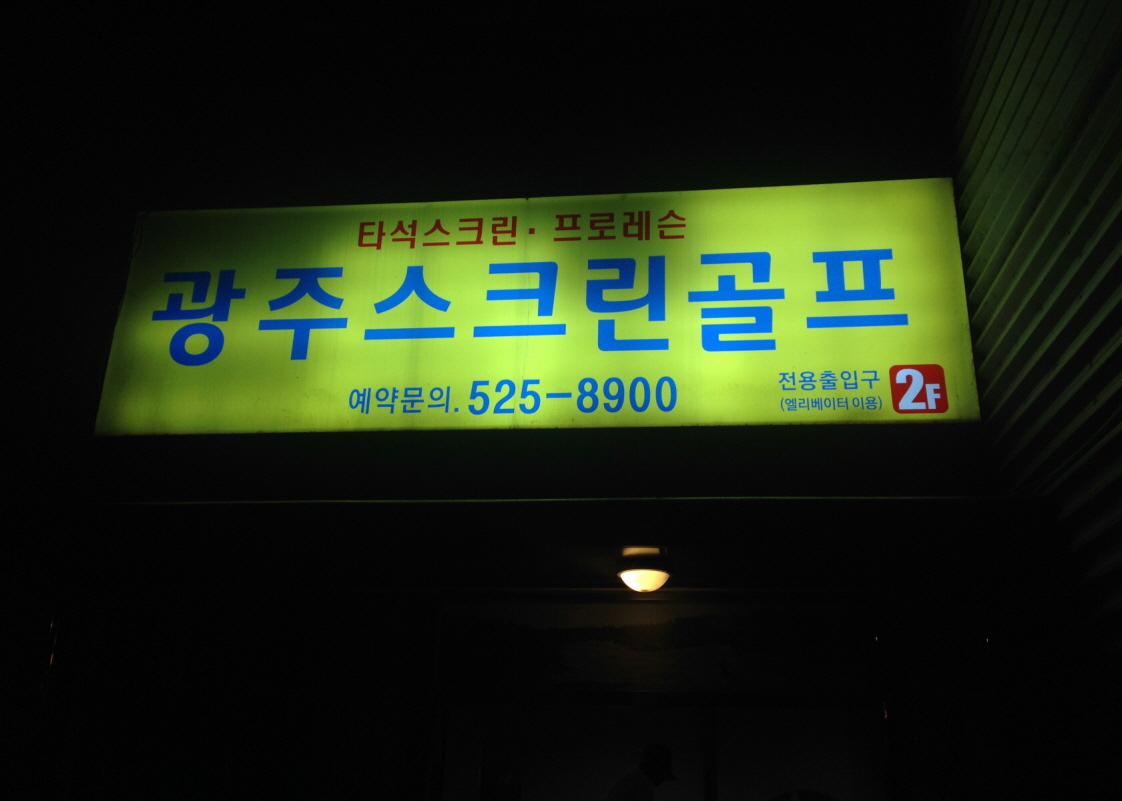 타석스크린·프로레슨
광주스크린골프
예약문의. 525-8900
전용출입구
(엘리베이터 이용)
2F